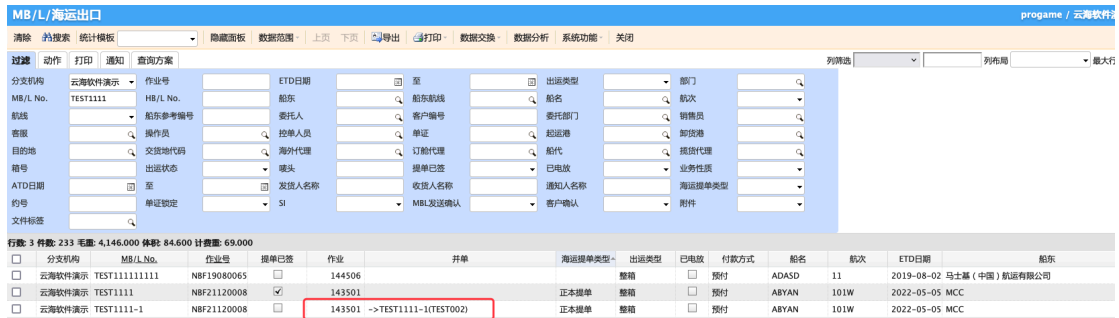 MB/L/海运出口 progame / 云海软件演
清除 搜索 统计模板 隐藏面板 数据范围 上页 下页 导出 打印 数据交换 数据分析 系统功能 关闭
过滤 动作 打印 通知 查询方案 列筛选 列布局 最大行
分支机构 云海软件演示 作业号 ETD日期 至 出运类型 部门
MB/L No. TEST1111 HB/L No. 船东 船东航线 船名 航次
航线 船东参考编号 委托人 客户编号 委托部门 销售员
客服 操作员 控单人员 单证 起运港 卸货港
目的地 交货地代码 海外代理 订舱代理 船代 揽货代理
箱号 出运状态 唛头 提单已签 已电放 业务性质
ATD日期 至 发货人名称 收货人名称 通知人名称 海运提单类型
约号 单证锁定 SI MBL发送确认 客户确认 附件
文件标签
行数: 3 件数: 233 毛重: 4,146.000 体积: 84.600 计费重: 69.000
分支机构 MB/L No. 作业号 提单已签 作业 并单 海运提单类型 出运类型 已电放 付款方式 船名 航次 ETD日期 船东
云海软件演示 TEST111111111 NBF19080065 144506 整箱 预付 ADASD 11 2019-08-02 马士基（中国）航运有限公司
云海软件演示 TEST1111 NBF21120008 143501 正本提单 整箱 预付 ABYAN 101W 2022-05-05 MCC
云海软件演示 TEST1111-1 NBF21120008 143501 ->TEST1111-1(TEST002) 正本提单 整箱 预付 ABYAN 101W 2022-05-05 MCC